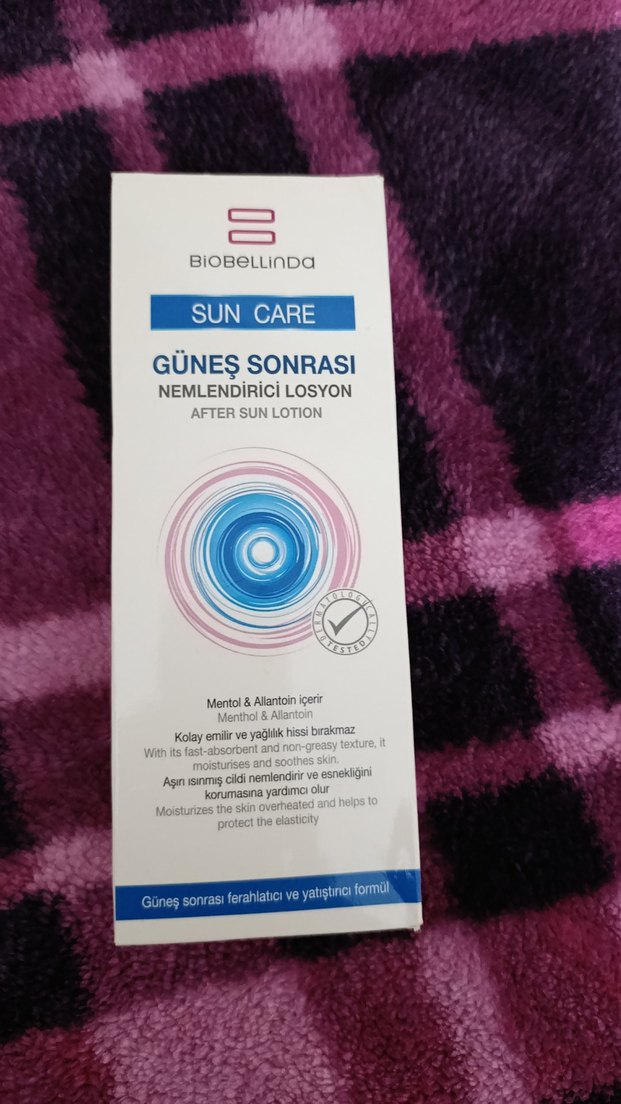 BIOBELLINDA
SUN CARE
GÜNEŞ SONRASI
NEMLENDİRİCİ LOSYON
AFTER SUN LOTION
DERMATOLOGICALLY
TESTED
Mentol & Allantoin içerir
Menthol & Allantoin
Kolay emilir ve yağlılık hissi bırakmaz
With its fast-absorbent and non-greasy texture, it
moisturises and soothes skin.
Aşırı ısınmış cildi nemlendirir ve esnekliğini
korumasına yardımcı olur
Moisturizes the skin overheated and helps to
protect the elasticity
Güneş sonrası ferahlatıcı ve yatıştırıcı formül